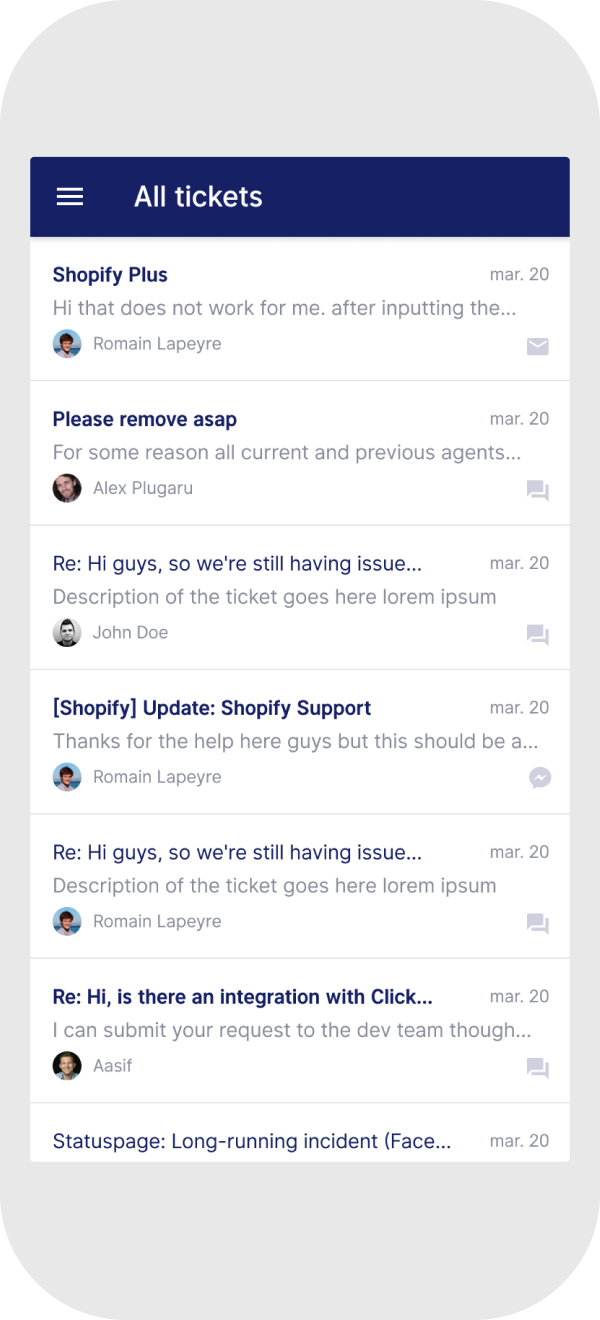 All tickets
Shopify Plus mar. 20
Hi that does not work for me. after inputting the...
Romain Lapeyre
Please remove asap mar. 20
For some reason all current and previous agents...
Alex Plugaru
Re: Hi guys, so we're still having issue... mar. 20
Description of the ticket goes here lorem ipsum
John Doe
[Shopify] Update: Shopify Support mar. 20
Thanks for the help here guys but this should be a...
Romain Lapeyre
Re: Hi guys, so we're still having issue... mar. 20
Description of the ticket goes here lorem ipsum
Romain Lapeyre
Re: Hi, is there an integration with Click... mar. 20
I can submit your request to the dev team though...
Aasif
Statuspage: Long-running incident (Face... mar. 20